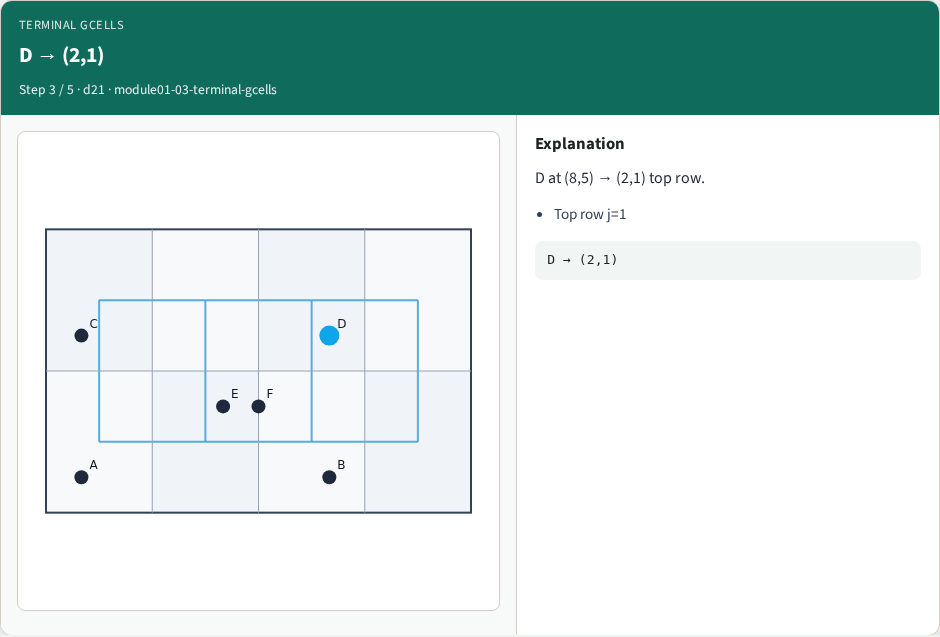 TERMINAL GCELLS
D → (2,1)
Step 3 / 5 · d21 · module01-03-terminal-gcells
C
D
E
F
A
B
Explanation
D at (8,5) → (2,1) top row.
• Top row j=1
D → (2,1)